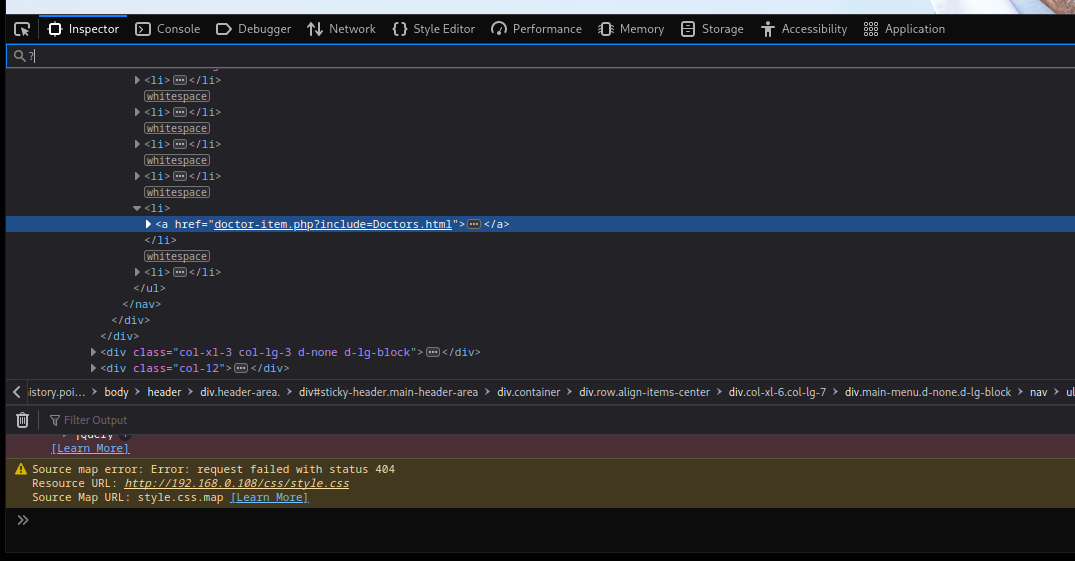 Inspector Console Debugger Network Style Editor Performance Memory Storage Accessibility Application
?
<li> ••• </li>
whitespace
<li> ••• </li>
whitespace
<li> ••• </li>
whitespace
<li> ••• </li>
whitespace
<li>
<a href="doctor-item.php?include=Doctors.html"> ••• </a>
</li>
whitespace
<li> ••• </li>
</ul>
</nav>
</div>
</div>
<div class="col-xl-3 col-lg-3 d-none d-lg-block"> ••• </div>
<div class="col-12"> ••• </div>
istory.poi… > body > header > div.header-area. > div#sticky-header.main-header-area > div.container > div.row.align-items-center > div.col-xl-6.col-lg-7 > div.main-menu.d-none.d-lg-block > nav > ul
Filter Output
jQuery
[Learn More]
Source map error: Error: request failed with status 404
Resource URL: http://192.168.0.108/css/style.css
Source Map URL: style.css.map [Learn More]
>>